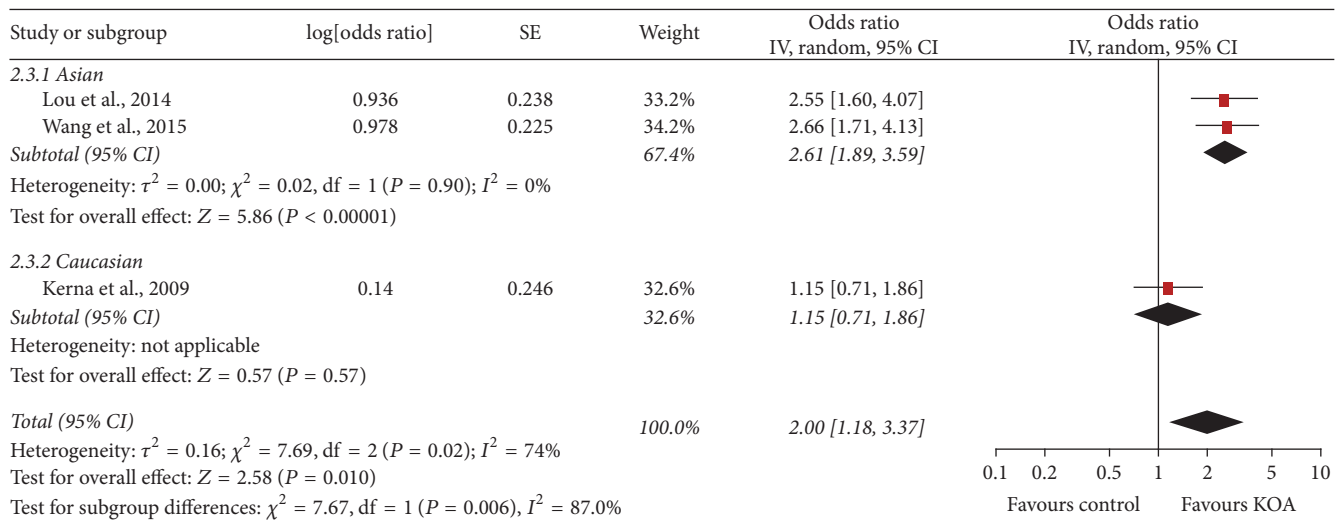 Study or subgroup log[odds ratio] SE Weight Odds ratio IV, random, 95% CI Odds ratio IV, random, 95% CI
2.3.1 Asian
Lou et al., 2014 0.936 0.238 33.2% 2.55 [1.60, 4.07]
Wang et al., 2015 0.978 0.225 34.2% 2.66 [1.71, 4.13]
Subtotal (95% CI) 67.4% 2.61 [1.89, 3.59]
Heterogeneity: τ² = 0.00; χ² = 0.02, df = 1 (P = 0.90); I² = 0%
Test for overall effect: Z = 5.86 (P < 0.00001)
2.3.2 Caucasian
Kerna et al., 2009 0.14 0.246 32.6% 1.15 [0.71, 1.86]
Subtotal (95% CI) 32.6% 1.15 [0.71, 1.86]
Heterogeneity: not applicable
Test for overall effect: Z = 0.57 (P = 0.57)
Total (95% CI) 100.0% 2.00 [1.18, 3.37]
Heterogeneity: τ² = 0.16; χ² = 7.69, df = 2 (P = 0.02); I² = 74%
Test for overall effect: Z = 2.58 (P = 0.010)
Test for subgroup differences: χ² = 7.67, df = 1 (P = 0.006), I² = 87.0%
0.1 0.2 0.5 1 2 5 10
Favours control Favours KOA